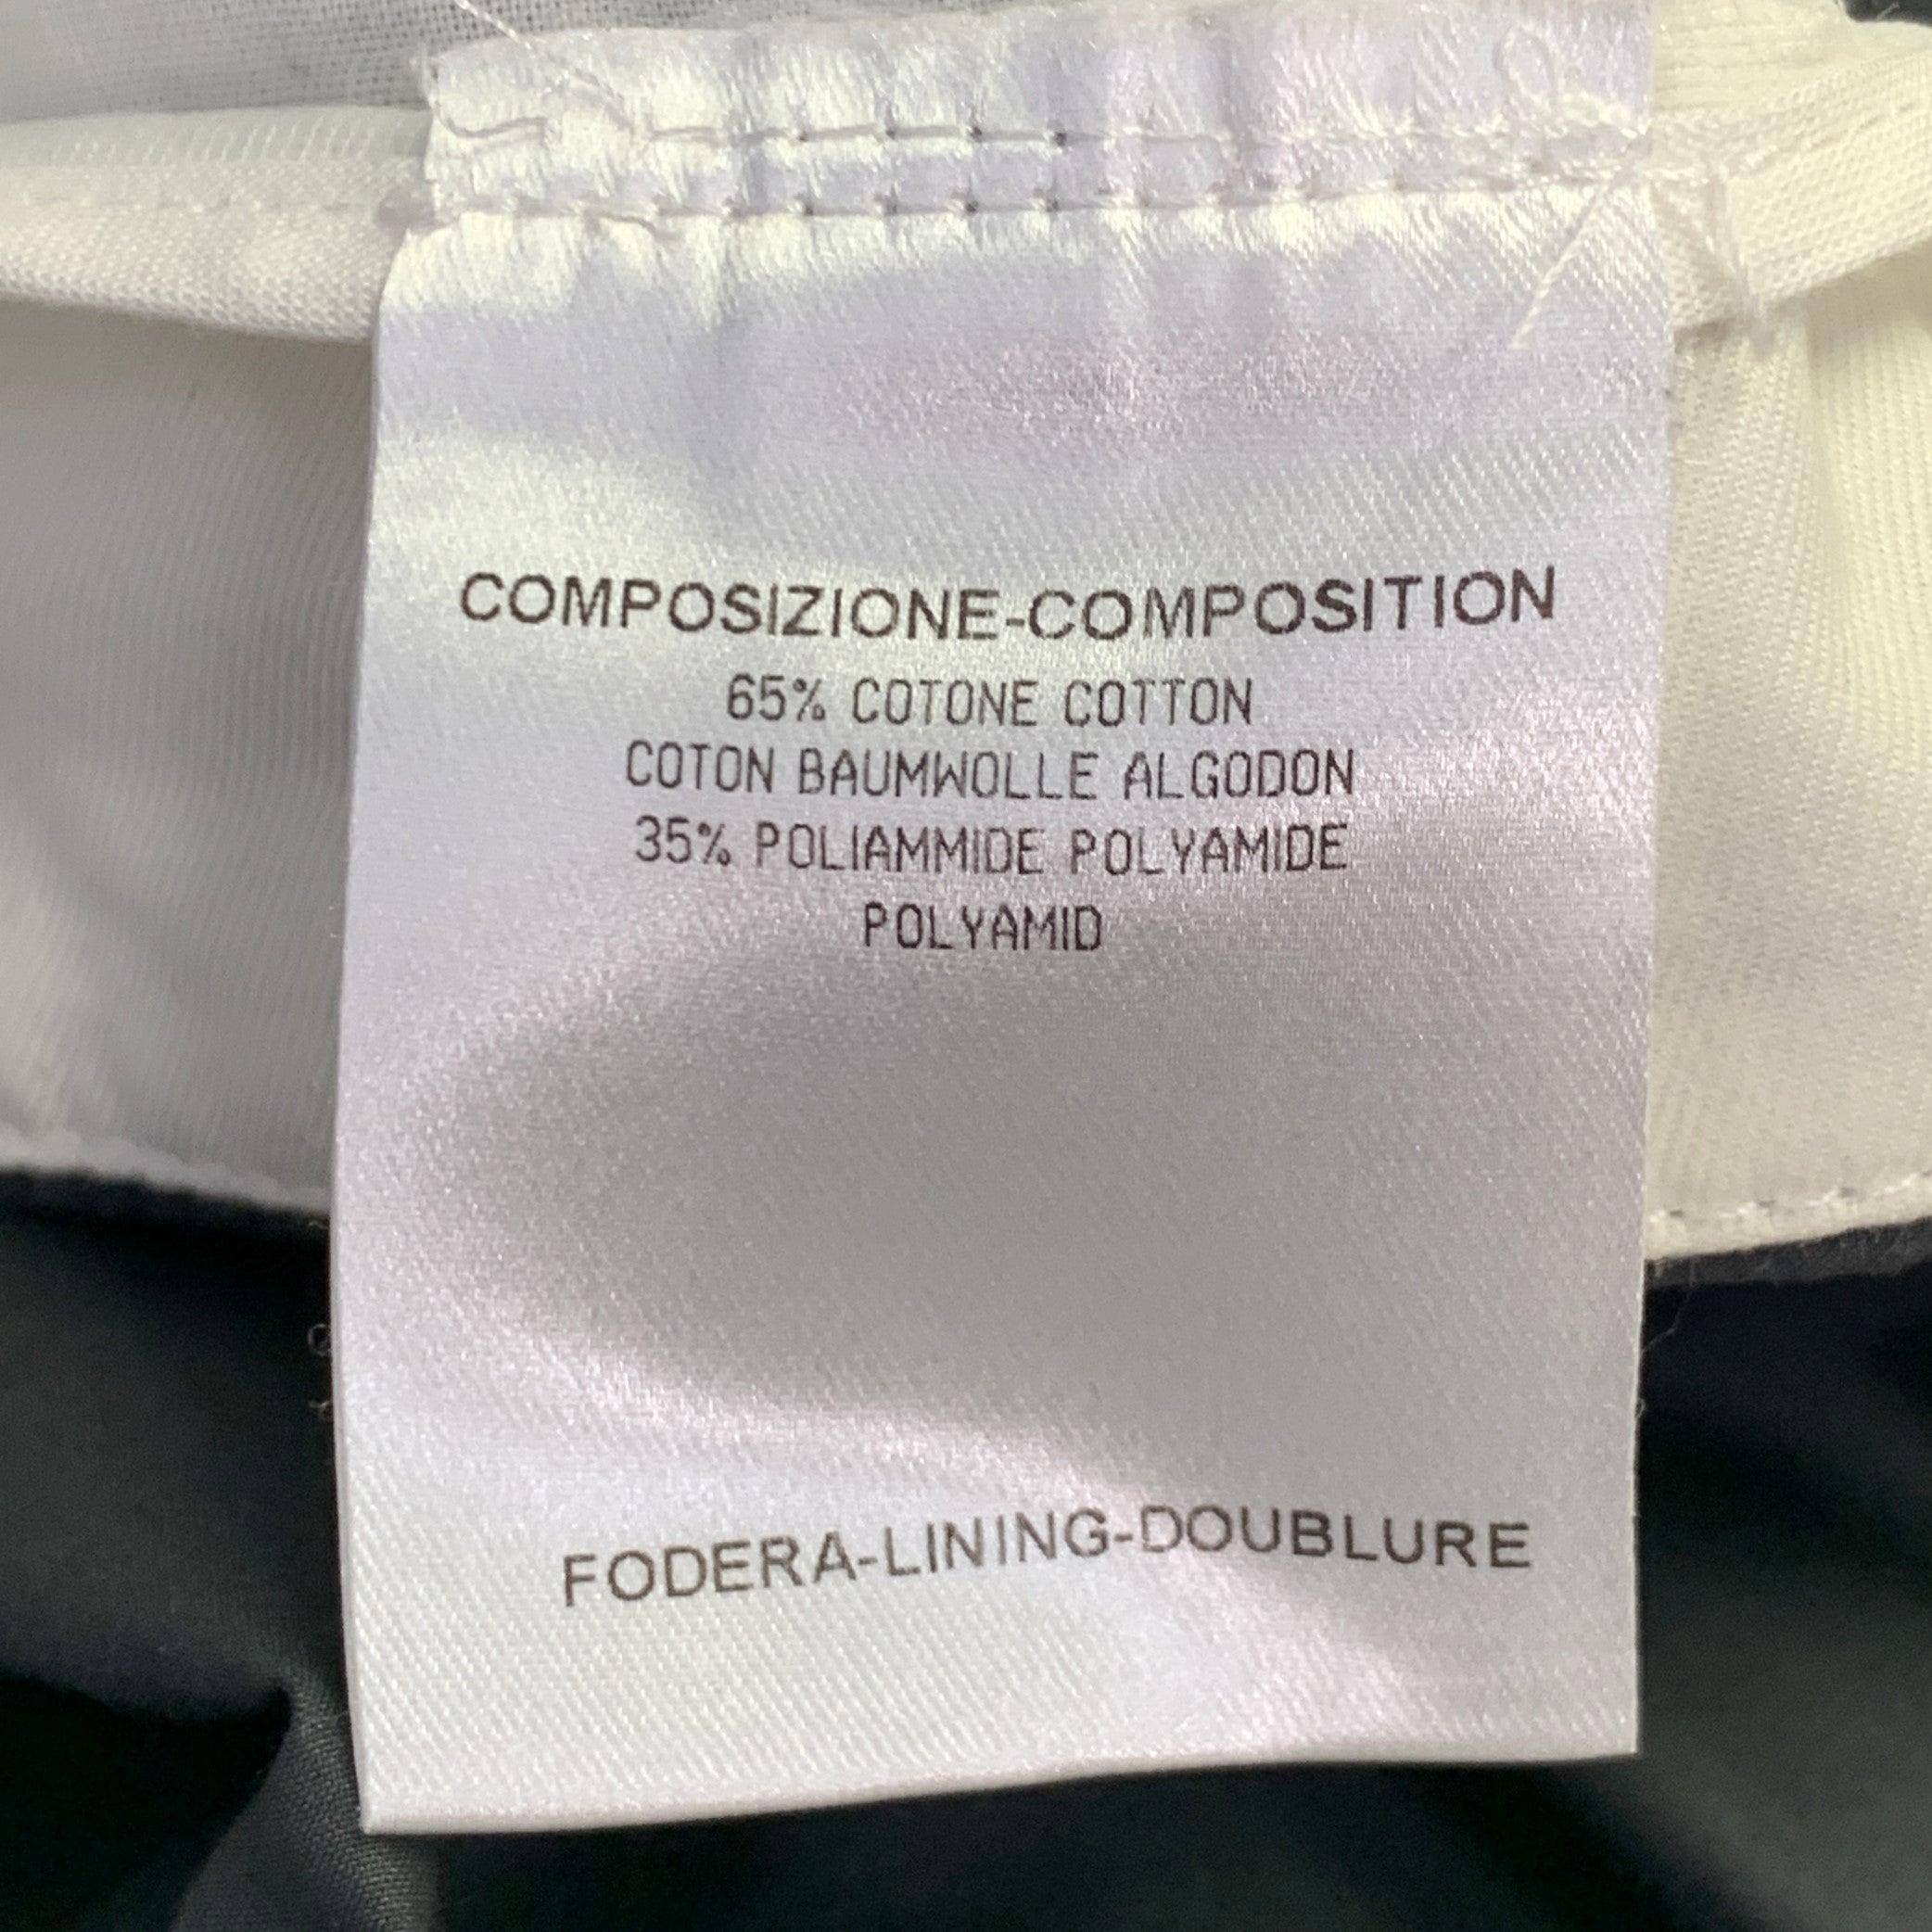 COMPOSIZIONE-COMPOSITION
65% COTONE COTTON
COTON BAUMWOLLE ALGODON
35% POLIAMMIDE POLYAMIDE
POLYAMID
FODERA-LINING-DOUBLURE